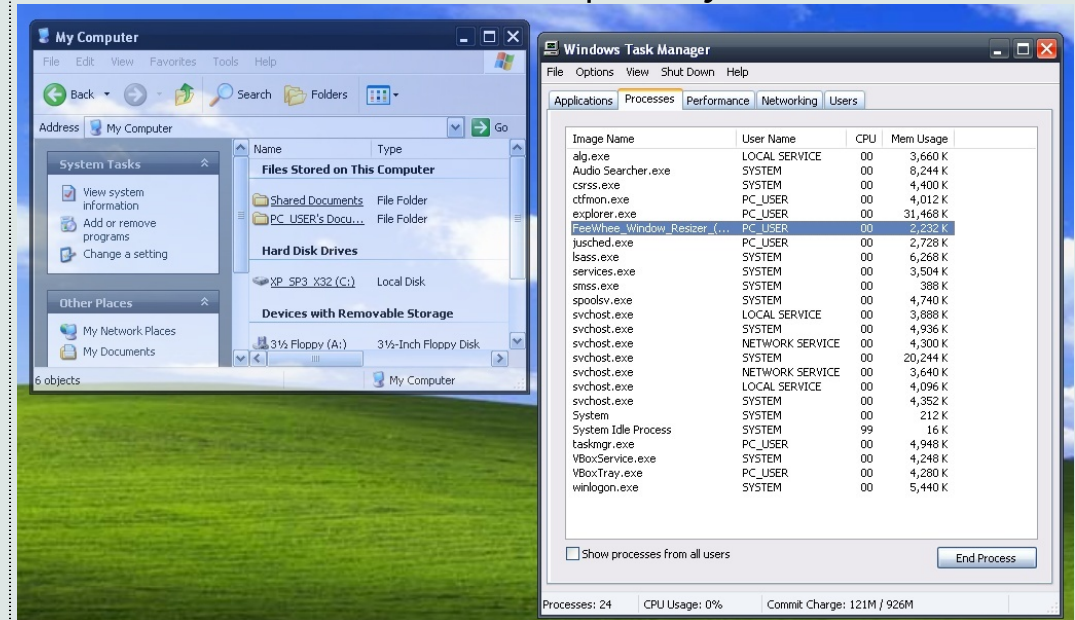 My Computer
File Edit View Favorites Tools Help
Back Search Folders
Address My Computer Go
System Tasks
View system
information
Add or remove
programs
Change a setting
Other Places
My Network Places
My Documents
Name Type
Files Stored on This Computer
Shared Documents File Folder
PC_USER's Docu... File Folder
Hard Disk Drives
XP_SP3_X32 (C:) Local Disk
Devices with Removable Storage
3½ Floppy (A:) 3½-Inch Floppy Disk
6 objects My Computer
Windows Task Manager
File Options View Shut Down Help
Applications Processes Performance Networking Users
Image Name User Name CPU Mem Usage
alg.exe LOCAL SERVICE 00 3,660 K
Audio Searcher.exe SYSTEM 00 8,244 K
csrss.exe SYSTEM 00 4,400 K
ctfmon.exe PC_USER 00 4,012 K
explorer.exe PC_USER 00 31,468 K
FeeWhee_Window_Resizer_(... PC_USER 00 2,232 K
jusched.exe PC_USER 00 2,728 K
lsass.exe SYSTEM 00 6,268 K
services.exe SYSTEM 00 3,504 K
smss.exe SYSTEM 00 388 K
spoolsv.exe SYSTEM 00 4,740 K
svchost.exe LOCAL SERVICE 00 3,888 K
svchost.exe SYSTEM 00 4,936 K
svchost.exe NETWORK SERVICE 00 4,300 K
svchost.exe SYSTEM 00 20,244 K
svchost.exe NETWORK SERVICE 00 3,640 K
svchost.exe LOCAL SERVICE 00 4,096 K
svchost.exe SYSTEM 00 4,352 K
System SYSTEM 00 212 K
System Idle Process SYSTEM 99 16 K
taskmgr.exe PC_USER 00 4,948 K
VBoxService.exe SYSTEM 00 4,248 K
VBoxTray.exe PC_USER 00 4,280 K
winlogon.exe SYSTEM 00 5,440 K
Show processes from all users
End Process
Processes: 24 CPU Usage: 0% Commit Charge: 121M / 926M